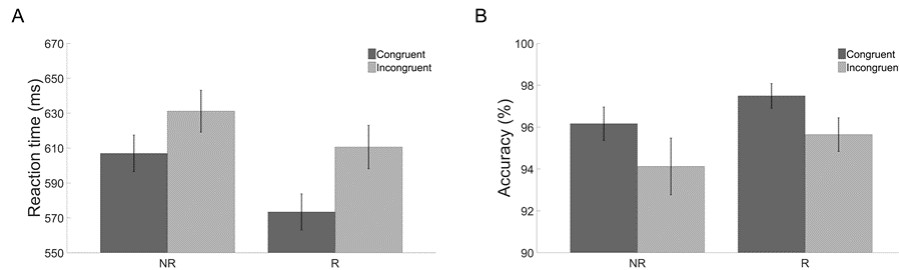 A
Reaction time (ms)
670
650
630
610
590
570
550
Congruent
Incongruent
NR
R
B
Accuracy (%)
100
98
96
94
92
90
Congruent
Incongruen
NR
R